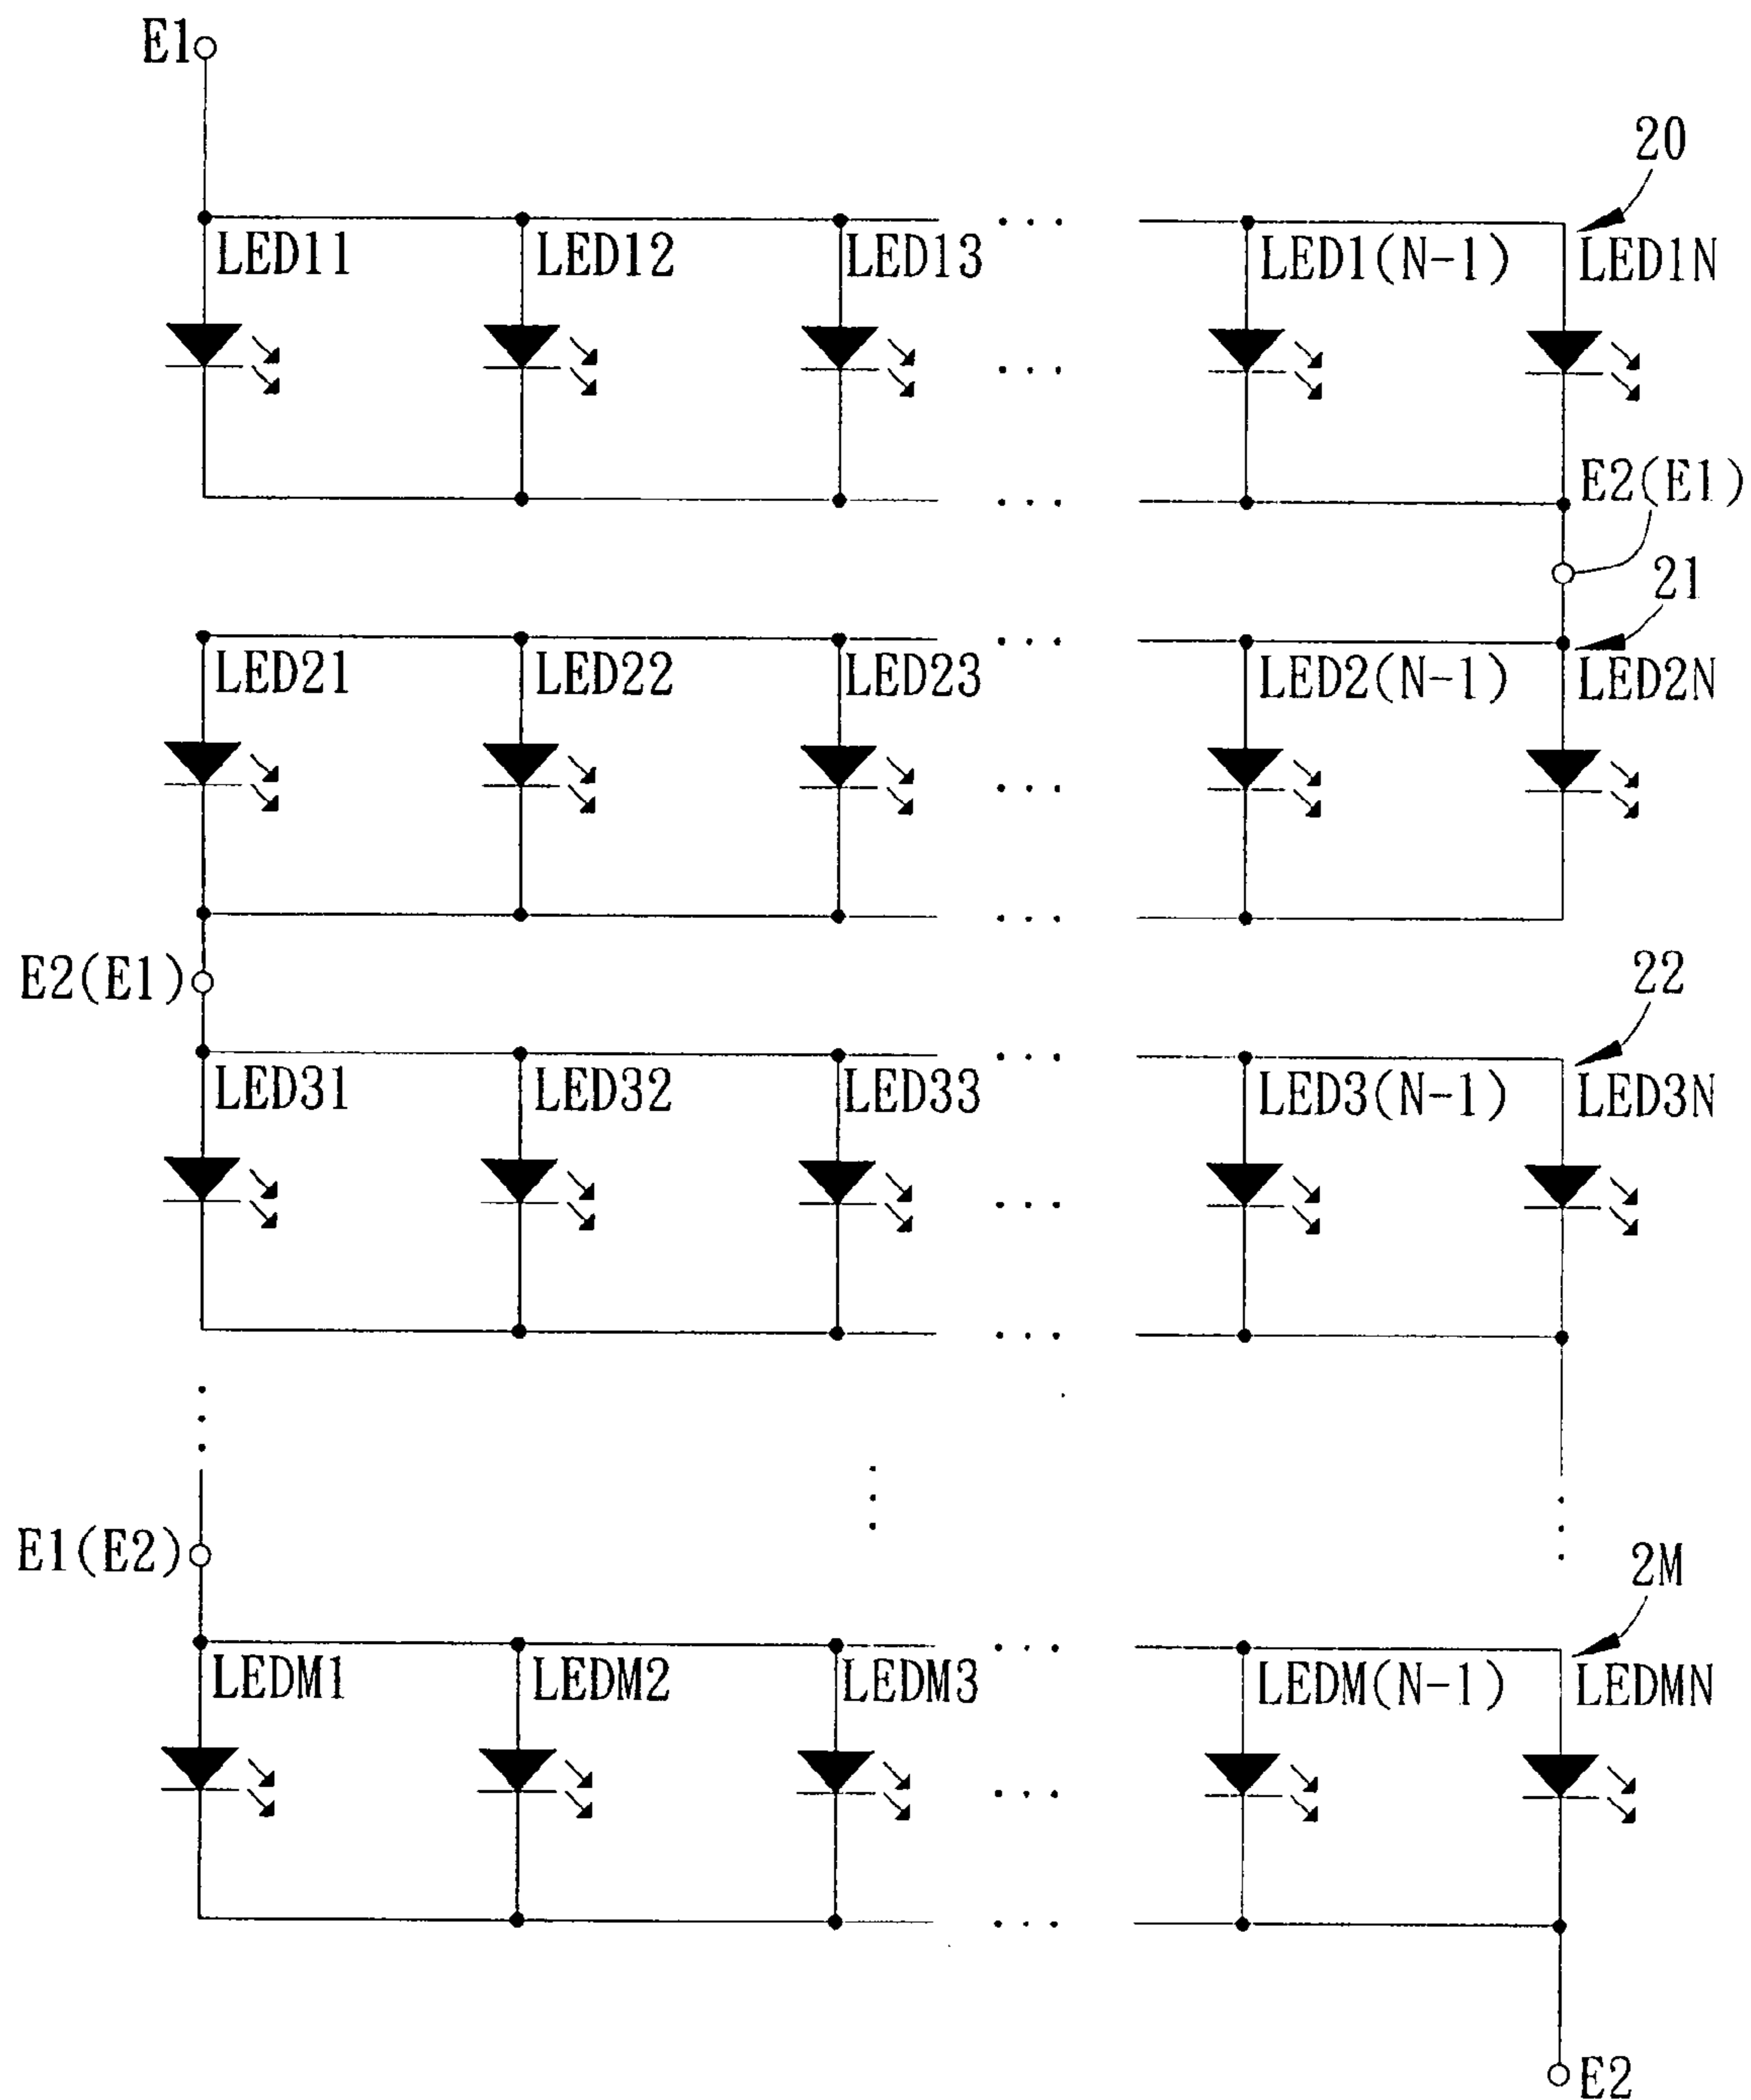 E1
20
LED11 LED12 LED13 LED1(N-1) LED1N
E2(E1)
21
LED21 LED22 LED23 LED2(N-1) LED2N
E2(E1)
22
LED31 LED32 LED33 LED3(N-1) LED3N
E1(E2)
2M
LEDM1 LEDM2 LEDM3 LEDM(N-1) LEDMN
E2